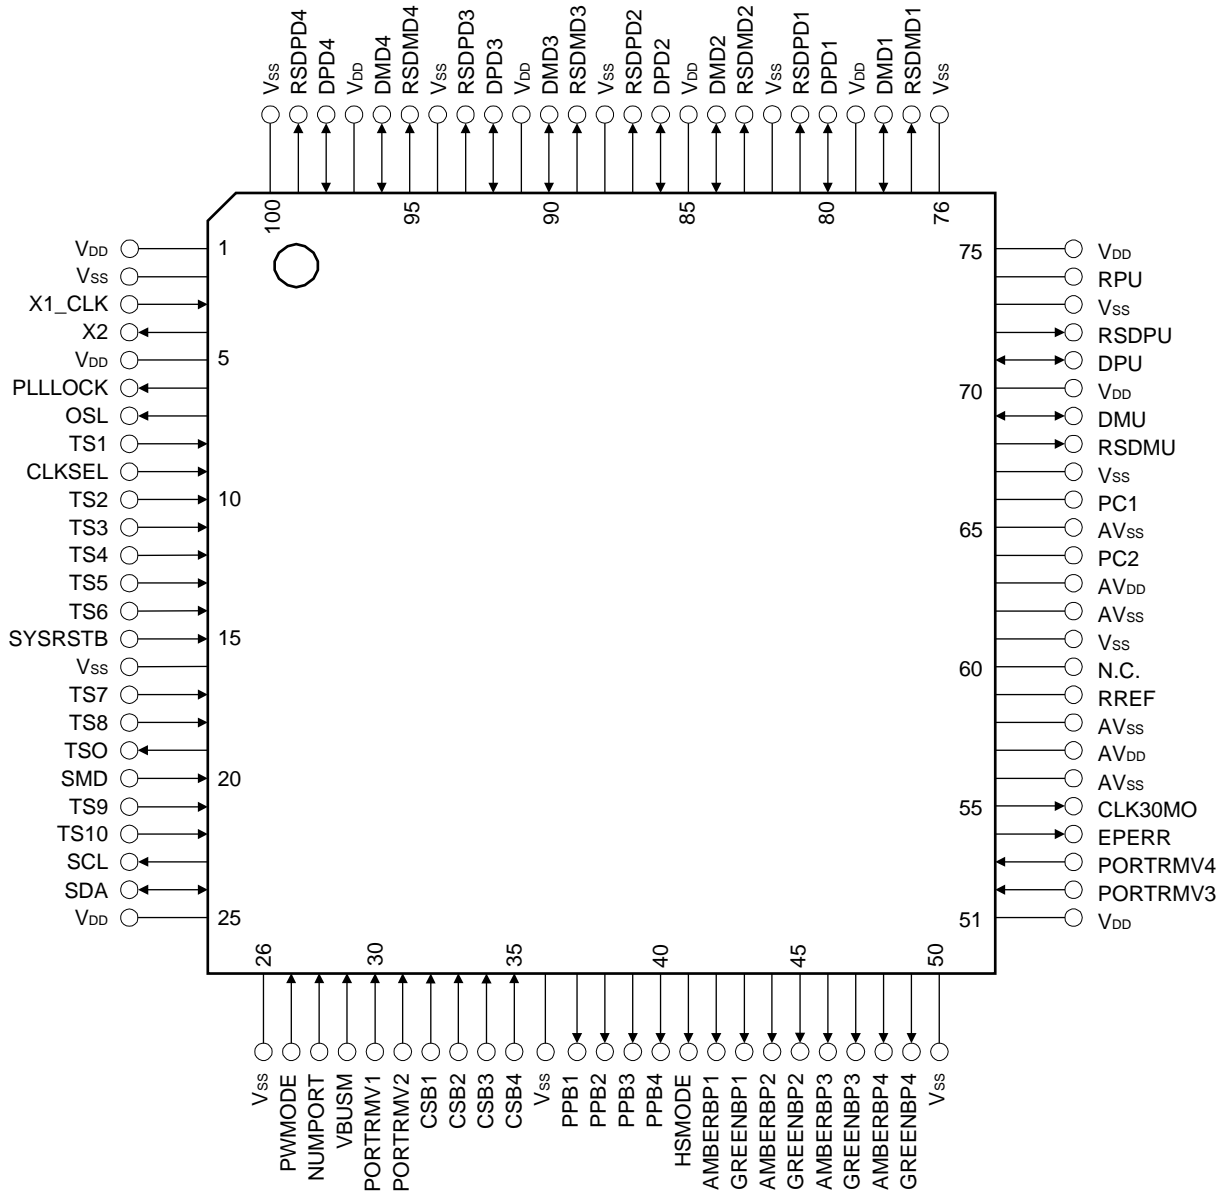 VSS RSDPD4 DPD4 VDD DMD4 RSDMD4 VSS RSDPD3 DPD3 VDD DMD3 RSDMD3 VSS RSDPD2 DPD2 VDD DMD2 RSDMD2 VSS RSDPD1 DPD1 VDD DMD1 RSDMD1 VSS
100 95 90 85 80 76
VDD 1 75 VDD
VSS RPU
X1_CLK VSS
X2 RSDPU
VDD 5 DPU
PLLLOCK 70 VDD
OSL DMU
TS1 RSDMU
CLKSEL VSS
TS2 10 PC1
TS3 65 AVSS
TS4 PC2
TS5 AVDD
TS6 AVSS
SYSRSTB 15 VSS
VSS 60 N.C.
TS7 RREF
TS8 AVSS
TSO AVDD
SMD 20 AVSS
TS9 55 CLK30MO
TS10 EPERR
SCL PORTRMV4
SDA PORTRMV3
VDD 25 51 VDD
26 30 35 40 45 50
VSS PWMODE NUMPORT VBUSM PORTRMV1 PORTRMV2 CSB1 CSB2 CSB3 CSB4 VSS PPB1 PPB2 PPB3 PPB4 HSMODE AMBERBP1 GREENBP1 AMBERBP2 GREENBP2 AMBERBP3 GREENBP3 AMBERBP4 GREENBP4 VSS